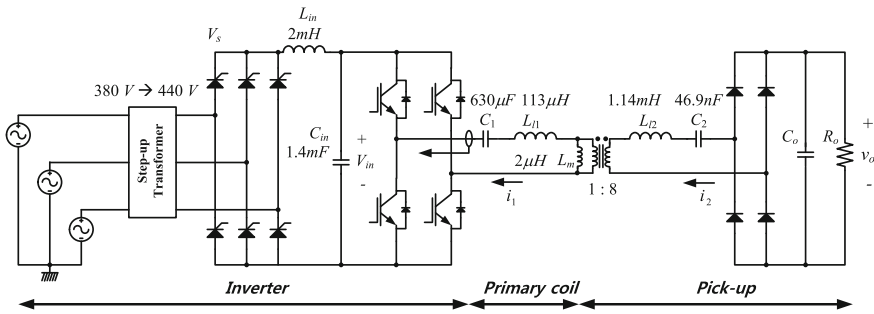 L_in
2mH
V_s
380 V → 440 V
Step-up
Transformer
C_in
1.4mF
+
V_in
-
630μF 113μH
C_1 L_l1
2μH L_m
i_1
1 : 8
1.14mH 46.9nF
L_l2 C_2
i_2
C_o
R_o
+
v_o
-
Inverter
Primary coil
Pick-up